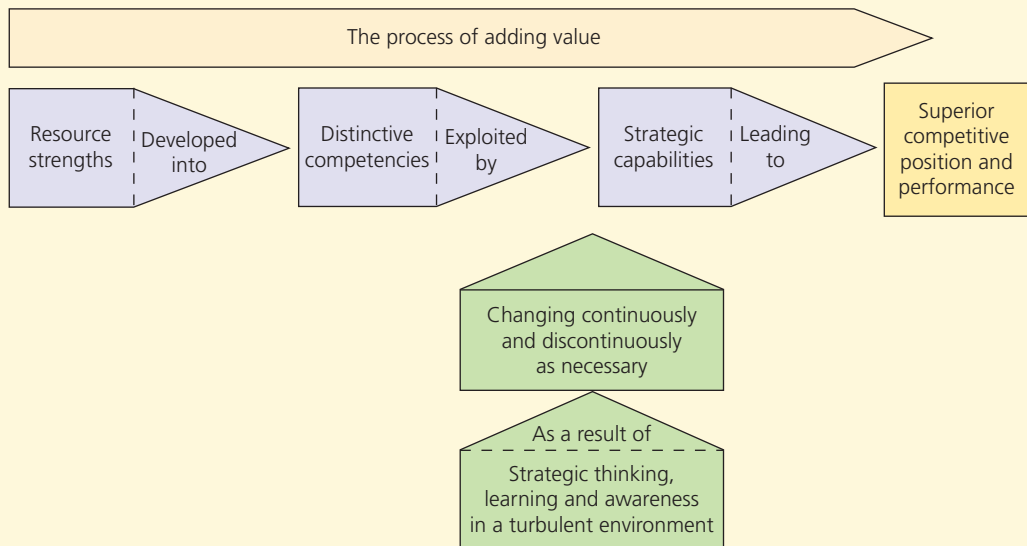 The process of adding value
Resource
strengths
Developed
into
Distinctive
competencies
Exploited
by
Strategic
capabilities
Leading
to
Superior
competitive
position and
performance
Changing continuously
and discontinuously
as necessary
As a result of
Strategic thinking,
learning and awareness
in a turbulent environment